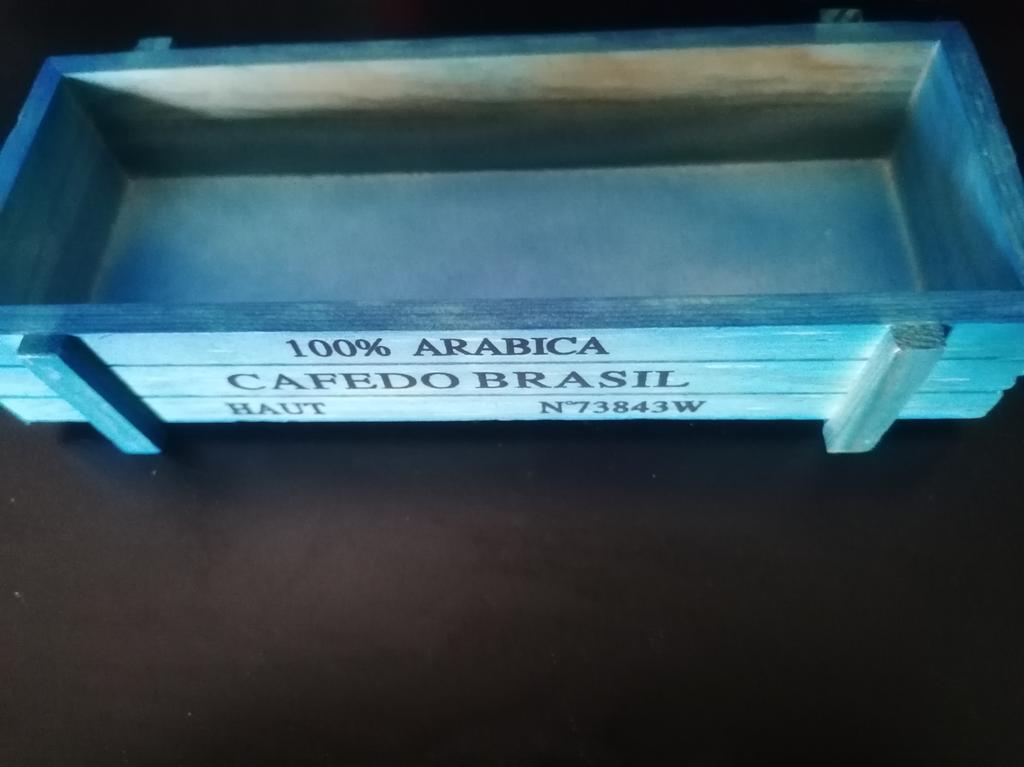 100% ARABICA
CAFEDO BRASIL
HAUT N°73843W